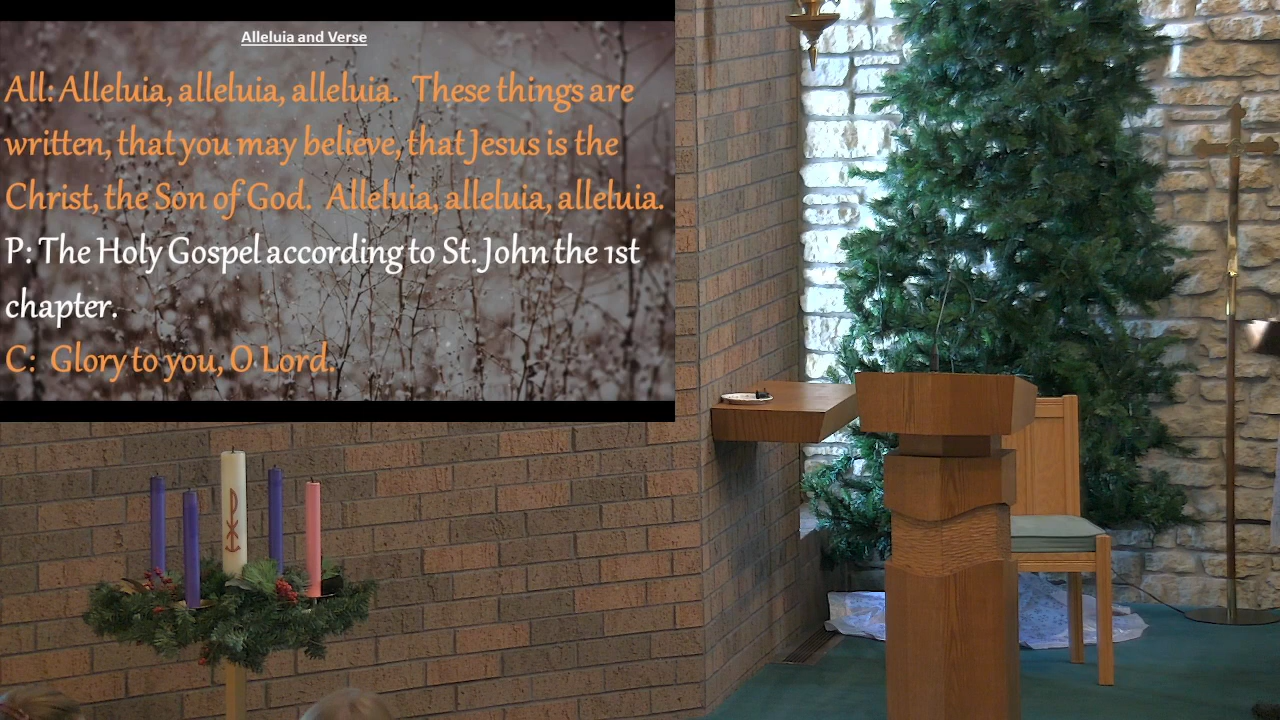 Alleluia and Verse
All: Alleluia, alleluia, alleluia. These things are
written, that you may believe, that Jesus is the
Christ, the Son of God. Alleluia, alleluia, alleluia.
P: The Holy Gospel according to St. John the 1st
chapter.
C: Glory to you, O Lord.